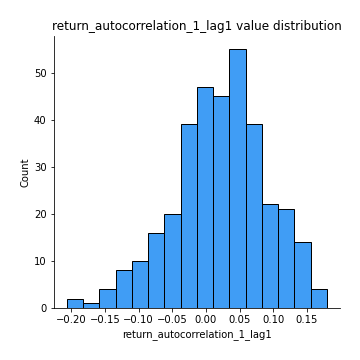 return_autocorrelation_1_lag1 value distribution
50
40
30
20
10
0
Count
−0.20 −0.15 −0.10 −0.05 0.00 0.05 0.10 0.15
return_autocorrelation_1_lag1